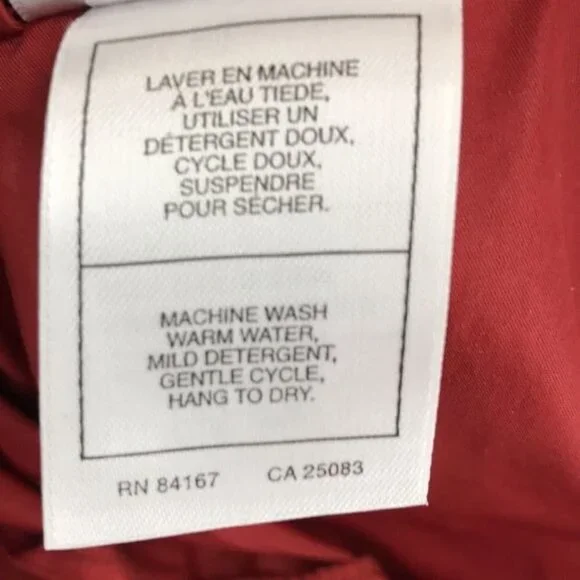 LAVER EN MACHINE
À L'EAU TIEDE,
UTILISER UN
DÉTERGENT DOUX,
CYCLE DOUX,
SUSPENDRE
POUR SÉCHER.
MACHINE WASH
WARM WATER,
MILD DETERGENT,
GENTLE CYCLE,
HANG TO DRY.
RN 84167 CA 25083